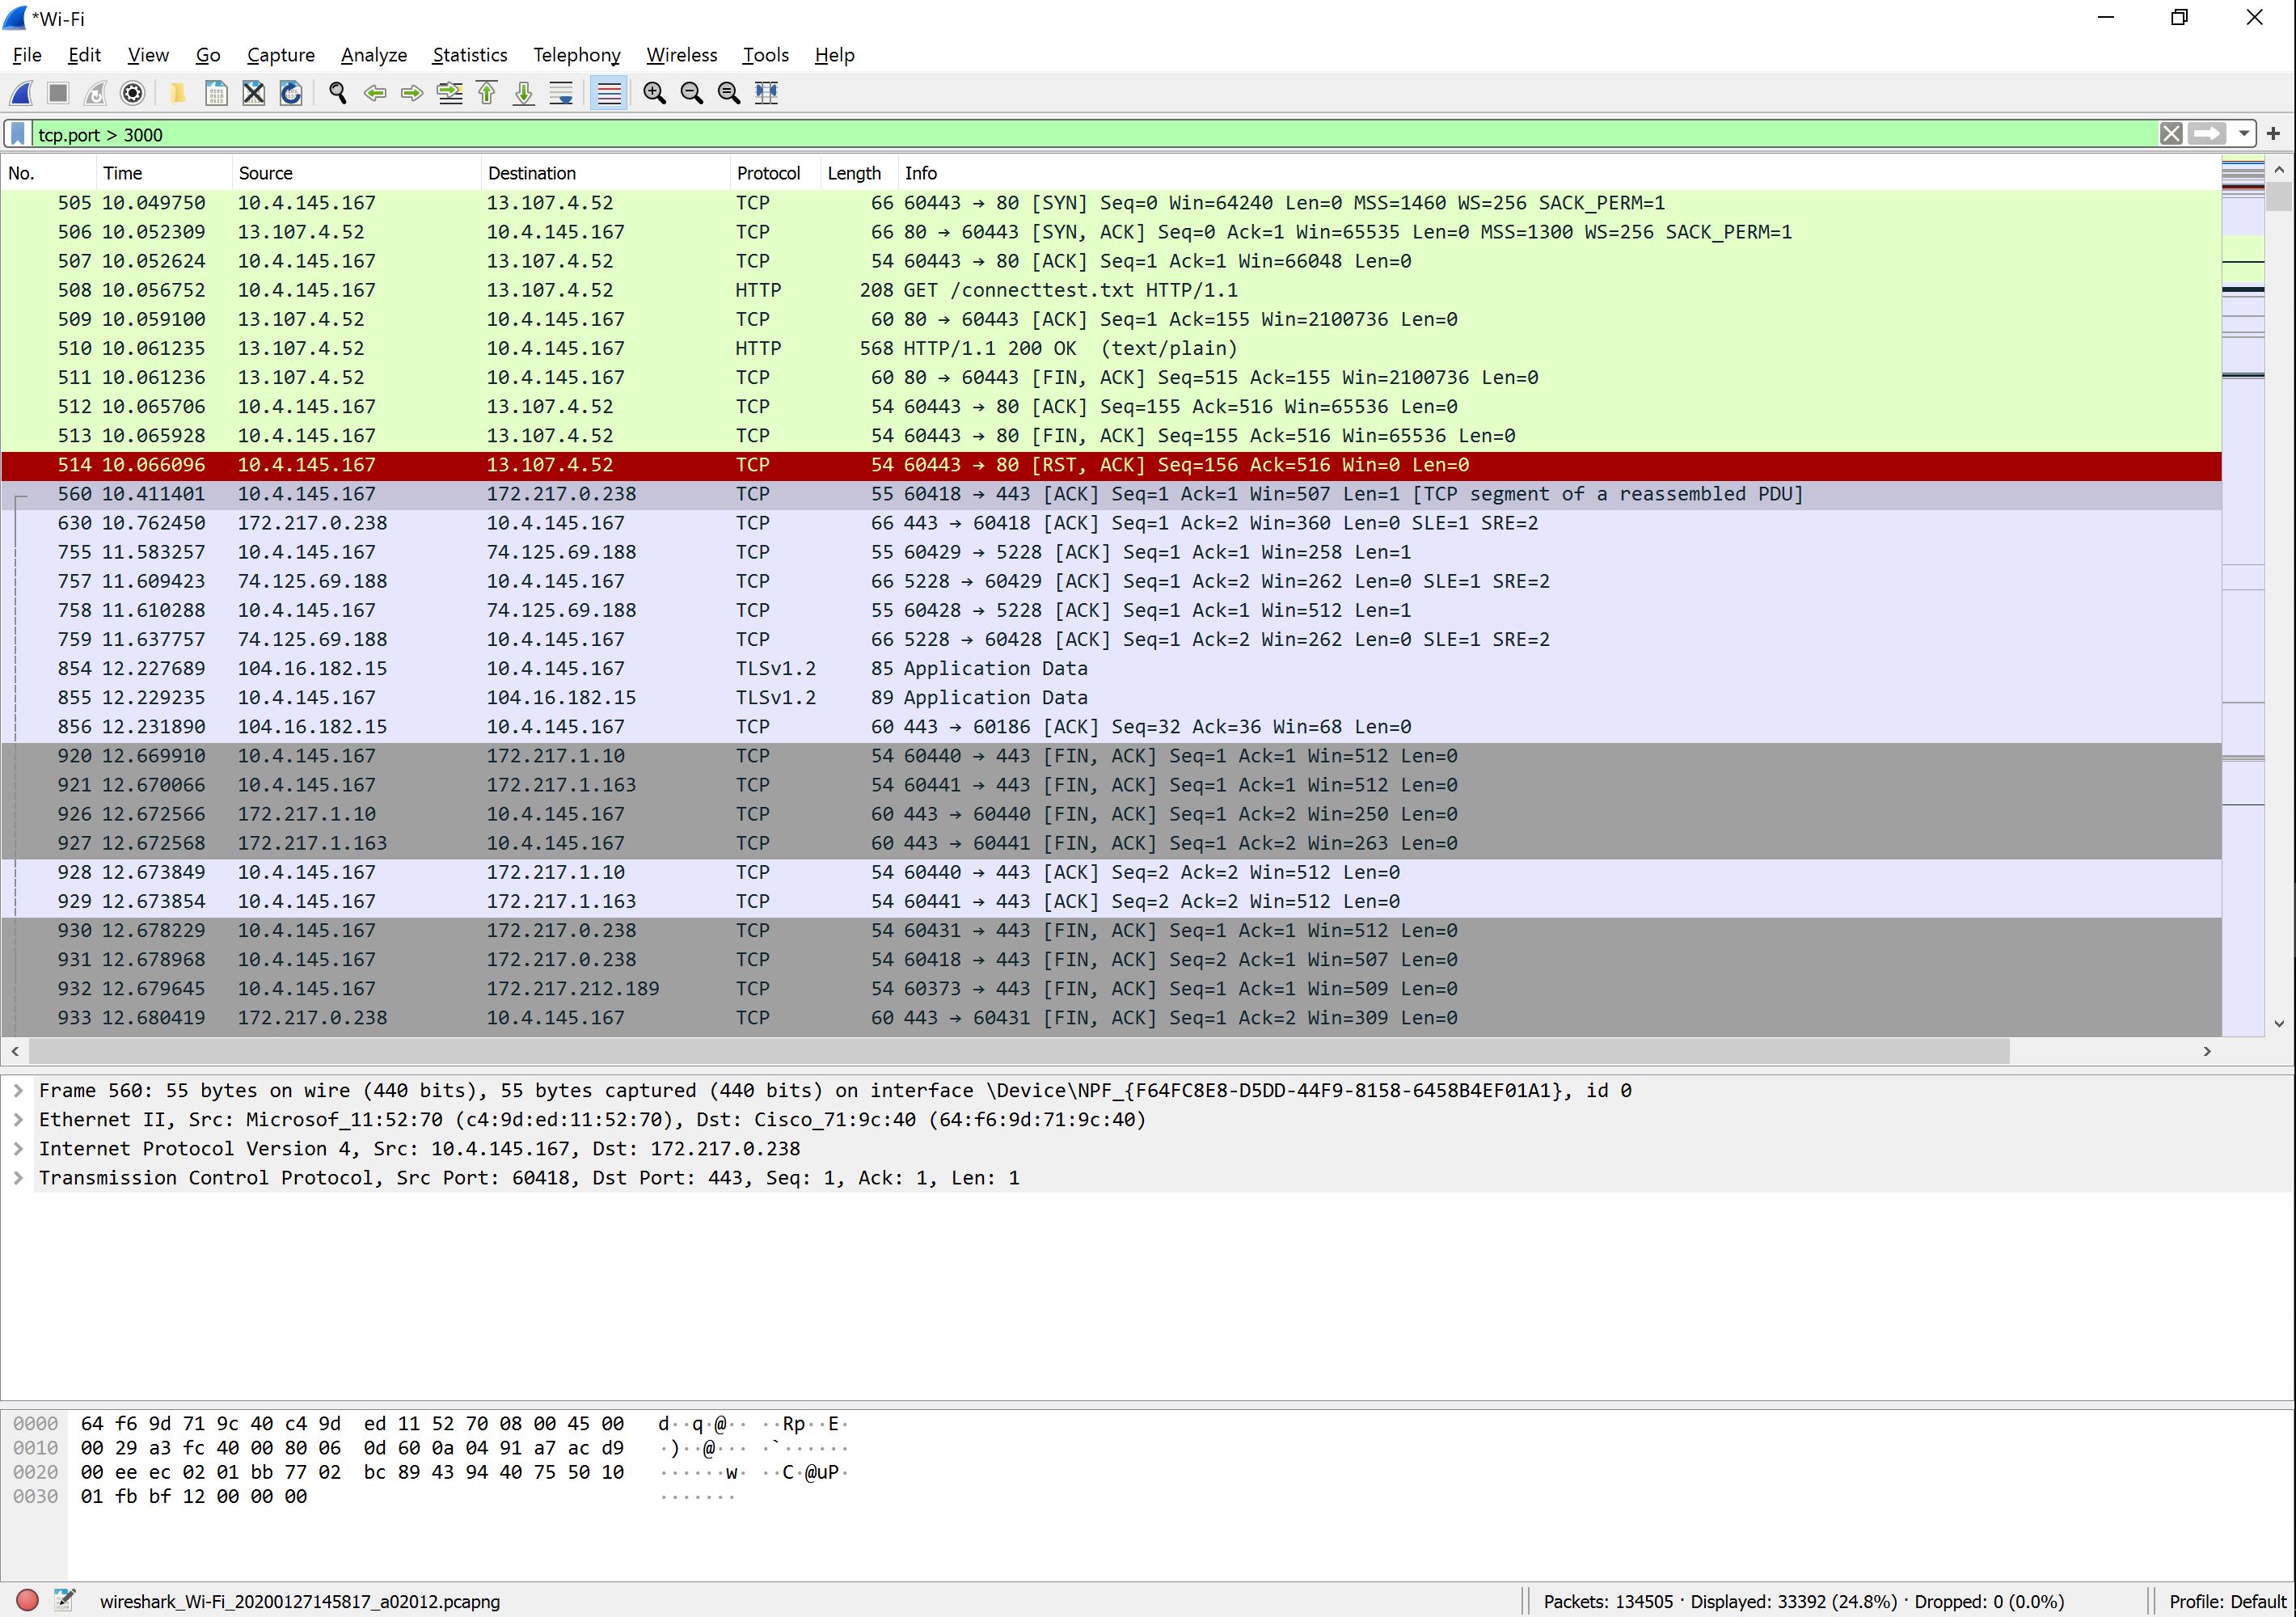 *Wi-Fi
File Edit View Go Capture Analyze Statistics Telephony Wireless Tools Help
tcp.port > 3000
No. Time Source Destination Protocol Length Info
505 10.049750 10.4.145.167 13.107.4.52 TCP 66 60443 → 80 [SYN] Seq=0 Win=64240 Len=0 MSS=1460 WS=256 SACK_PERM=1
506 10.052309 13.107.4.52 10.4.145.167 TCP 66 80 → 60443 [SYN, ACK] Seq=0 Ack=1 Win=65535 Len=0 MSS=1300 WS=256 SACK_PERM=1
507 10.052624 10.4.145.167 13.107.4.52 TCP 54 60443 → 80 [ACK] Seq=1 Ack=1 Win=66048 Len=0
508 10.056752 10.4.145.167 13.107.4.52 HTTP 208 GET /connecttest.txt HTTP/1.1
509 10.059100 13.107.4.52 10.4.145.167 TCP 60 80 → 60443 [ACK] Seq=1 Ack=155 Win=2100736 Len=0
510 10.061235 13.107.4.52 10.4.145.167 HTTP 568 HTTP/1.1 200 OK (text/plain)
511 10.061236 13.107.4.52 10.4.145.167 TCP 60 80 → 60443 [FIN, ACK] Seq=515 Ack=155 Win=2100736 Len=0
512 10.065706 10.4.145.167 13.107.4.52 TCP 54 60443 → 80 [ACK] Seq=155 Ack=516 Win=65536 Len=0
513 10.065928 10.4.145.167 13.107.4.52 TCP 54 60443 → 80 [FIN, ACK] Seq=155 Ack=516 Win=65536 Len=0
514 10.066096 10.4.145.167 13.107.4.52 TCP 54 60443 → 80 [RST, ACK] Seq=156 Ack=516 Win=0 Len=0
560 10.411401 10.4.145.167 172.217.0.238 TCP 55 60418 → 443 [ACK] Seq=1 Ack=1 Win=507 Len=1 [TCP segment of a reassembled PDU]
630 10.762450 172.217.0.238 10.4.145.167 TCP 66 443 → 60418 [ACK] Seq=1 Ack=2 Win=360 Len=0 SLE=1 SRE=2
755 11.583257 10.4.145.167 74.125.69.188 TCP 55 60429 → 5228 [ACK] Seq=1 Ack=1 Win=258 Len=1
757 11.609423 74.125.69.188 10.4.145.167 TCP 66 5228 → 60429 [ACK] Seq=1 Ack=2 Win=262 Len=0 SLE=1 SRE=2
758 11.610288 10.4.145.167 74.125.69.188 TCP 55 60428 → 5228 [ACK] Seq=1 Ack=1 Win=512 Len=1
759 11.637757 74.125.69.188 10.4.145.167 TCP 66 5228 → 60428 [ACK] Seq=1 Ack=2 Win=262 Len=0 SLE=1 SRE=2
854 12.227689 104.16.182.15 10.4.145.167 TLSv1.2 85 Application Data
855 12.229235 10.4.145.167 104.16.182.15 TLSv1.2 89 Application Data
856 12.231890 104.16.182.15 10.4.145.167 TCP 60 443 → 60186 [ACK] Seq=32 Ack=36 Win=68 Len=0
920 12.669910 10.4.145.167 172.217.1.10 TCP 54 60440 → 443 [FIN, ACK] Seq=1 Ack=1 Win=512 Len=0
921 12.670066 10.4.145.167 172.217.1.163 TCP 54 60441 → 443 [FIN, ACK] Seq=1 Ack=1 Win=512 Len=0
926 12.672566 172.217.1.10 10.4.145.167 TCP 60 443 → 60440 [FIN, ACK] Seq=1 Ack=2 Win=250 Len=0
927 12.672568 172.217.1.163 10.4.145.167 TCP 60 443 → 60441 [FIN, ACK] Seq=1 Ack=2 Win=263 Len=0
928 12.673849 10.4.145.167 172.217.1.10 TCP 54 60440 → 443 [ACK] Seq=2 Ack=2 Win=512 Len=0
929 12.673854 10.4.145.167 172.217.1.163 TCP 54 60441 → 443 [ACK] Seq=2 Ack=2 Win=512 Len=0
930 12.678229 10.4.145.167 172.217.0.238 TCP 54 60431 → 443 [FIN, ACK] Seq=1 Ack=1 Win=512 Len=0
931 12.678968 10.4.145.167 172.217.0.238 TCP 54 60418 → 443 [FIN, ACK] Seq=2 Ack=1 Win=507 Len=0
932 12.679645 10.4.145.167 172.217.212.189 TCP 54 60373 → 443 [FIN, ACK] Seq=1 Ack=1 Win=509 Len=0
933 12.680419 172.217.0.238 10.4.145.167 TCP 60 443 → 60431 [FIN, ACK] Seq=1 Ack=2 Win=309 Len=0
Frame 560: 55 bytes on wire (440 bits), 55 bytes captured (440 bits) on interface \Device\NPF_{F64FC8E8-D5DD-44F9-8158-6458B4EF01A1}, id 0
Ethernet II, Src: Microsof_11:52:70 (c4:9d:ed:11:52:70), Dst: Cisco_71:9c:40 (64:f6:9d:71:9c:40)
Internet Protocol Version 4, Src: 10.4.145.167, Dst: 172.217.0.238
Transmission Control Protocol, Src Port: 60418, Dst Port: 443, Seq: 1, Ack: 1, Len: 1
0000 64 f6 9d 71 9c 40 c4 9d ed 11 52 70 08 00 45 00 d··q·@·· ··Rp··E·
0010 00 29 a3 fc 40 00 80 06 0d 60 0a 04 91 a7 ac d9 ·)··@··· ·`······
0020 00 ee ec 02 01 bb 77 02 bc 89 43 94 40 75 50 10 ······w· ··C·@uP·
0030 01 fb bf 12 00 00 00 ·······
wireshark_Wi-Fi_20200127145817_a02012.pcapng Packets: 134505 · Displayed: 33392 (24.8%) · Dropped: 0 (0.0%) Profile: Default